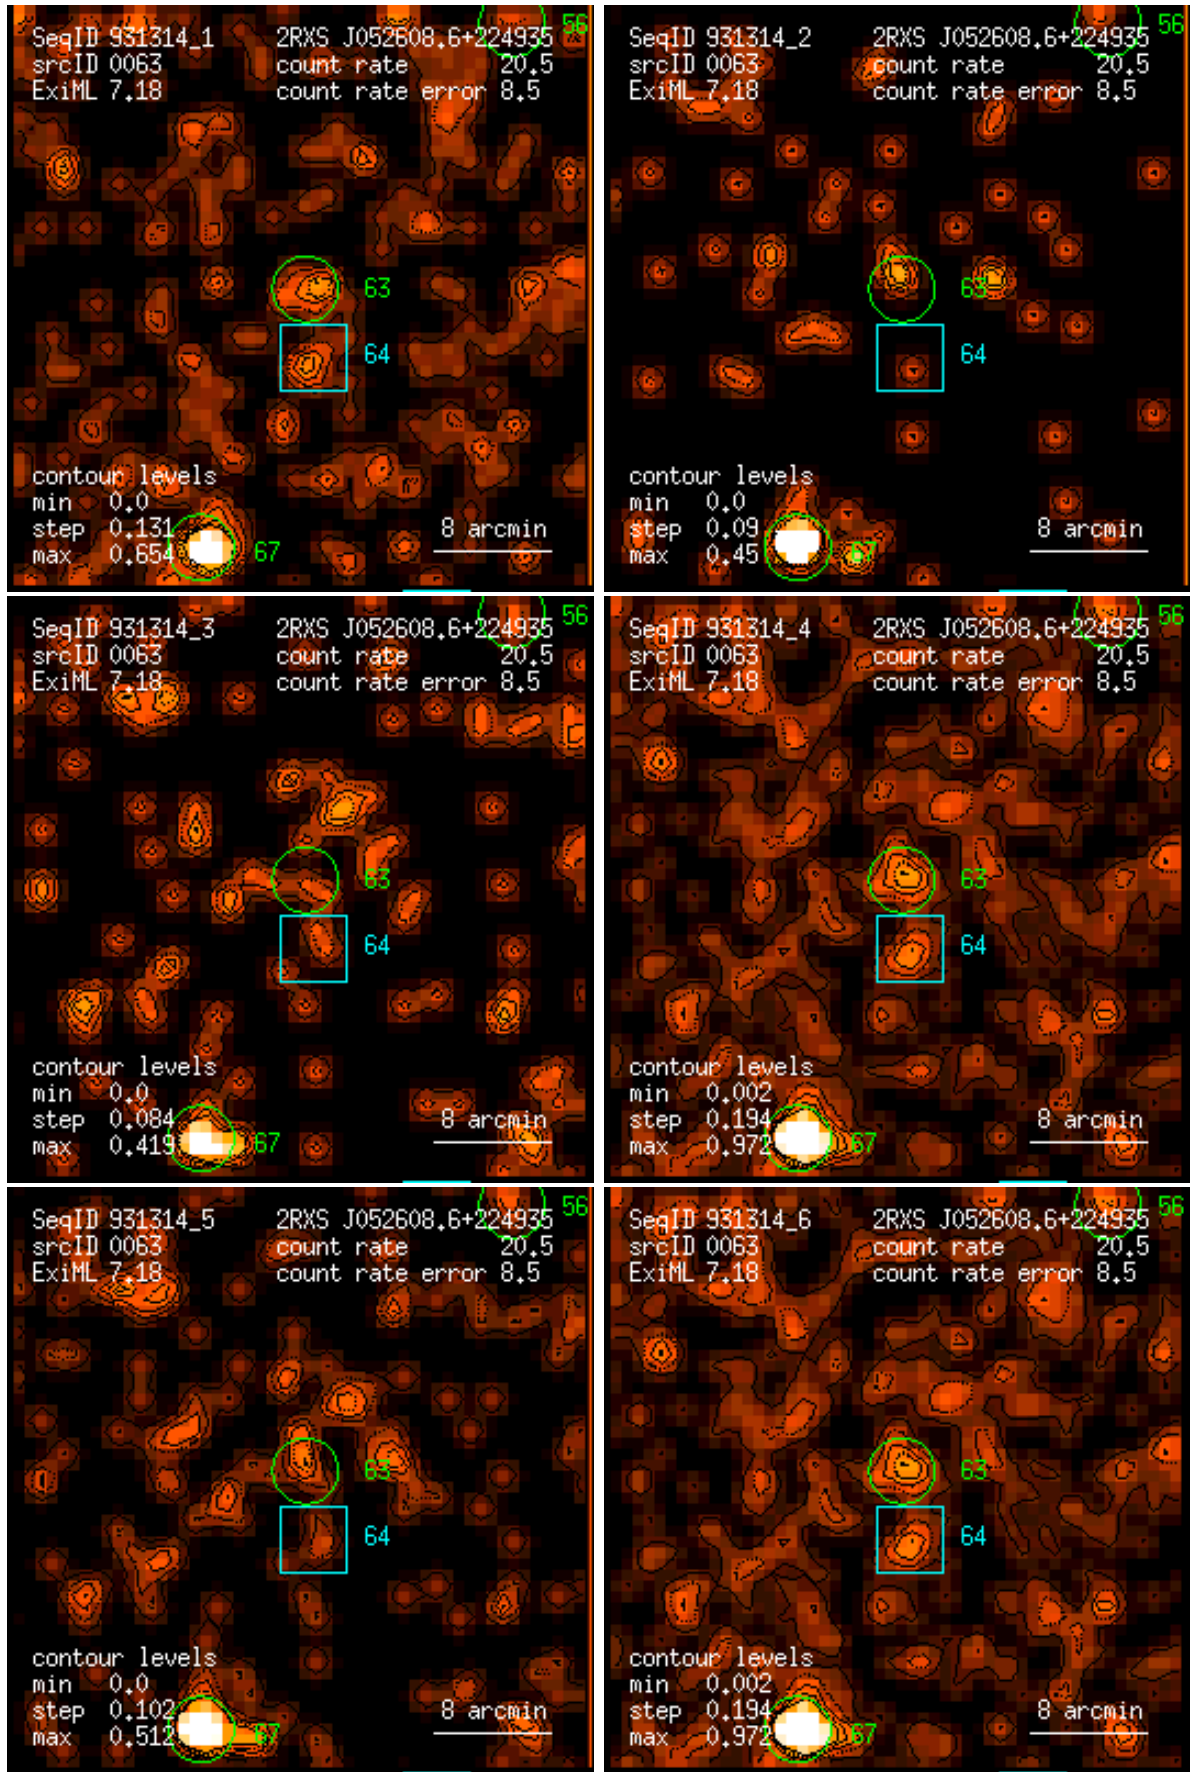 SeqID 931314_1 2RXS J052608.6+224935 56
srcID 0063 count rate 20.5
ExiML 7.18 count rate error 8.5
63
64
contour levels
min 0.0
step 0.131 8 arcmin
max 0.654 67
SeqID 931314_2 2RXS J052608.6+224935 56
srcID 0063 count rate 20.5
ExiML 7.18 count rate error 8.5
63
64
contour levels
min 0.0
step 0.09 8 arcmin
max 0.45 67
SeqID 931314_3 2RXS J052608.6+224935 56
srcID 0063 count rate 20.5
ExiML 7.18 count rate error 8.5
63
64
contour levels
min 0.0
step 0.084 8 arcmin
max 0.419 67
SeqID 931314_4 2RXS J052608.6+224935 56
srcID 0063 count rate 20.5
ExiML 7.18 count rate error 8.5
63
64
contour levels
min 0.002
step 0.194 8 arcmin
max 0.972 67
SeqID 931314_5 2RXS J052608.6+224935 56
srcID 0063 count rate 20.5
ExiML 7.18 count rate error 8.5
63
64
contour levels
min 0.0
step 0.102 8 arcmin
max 0.512 67
SeqID 931314_6 2RXS J052608.6+224935 56
srcID 0063 count rate 20.5
ExiML 7.18 count rate error 8.5
63
64
contour levels
min 0.002
step 0.194 8 arcmin
max 0.972 67